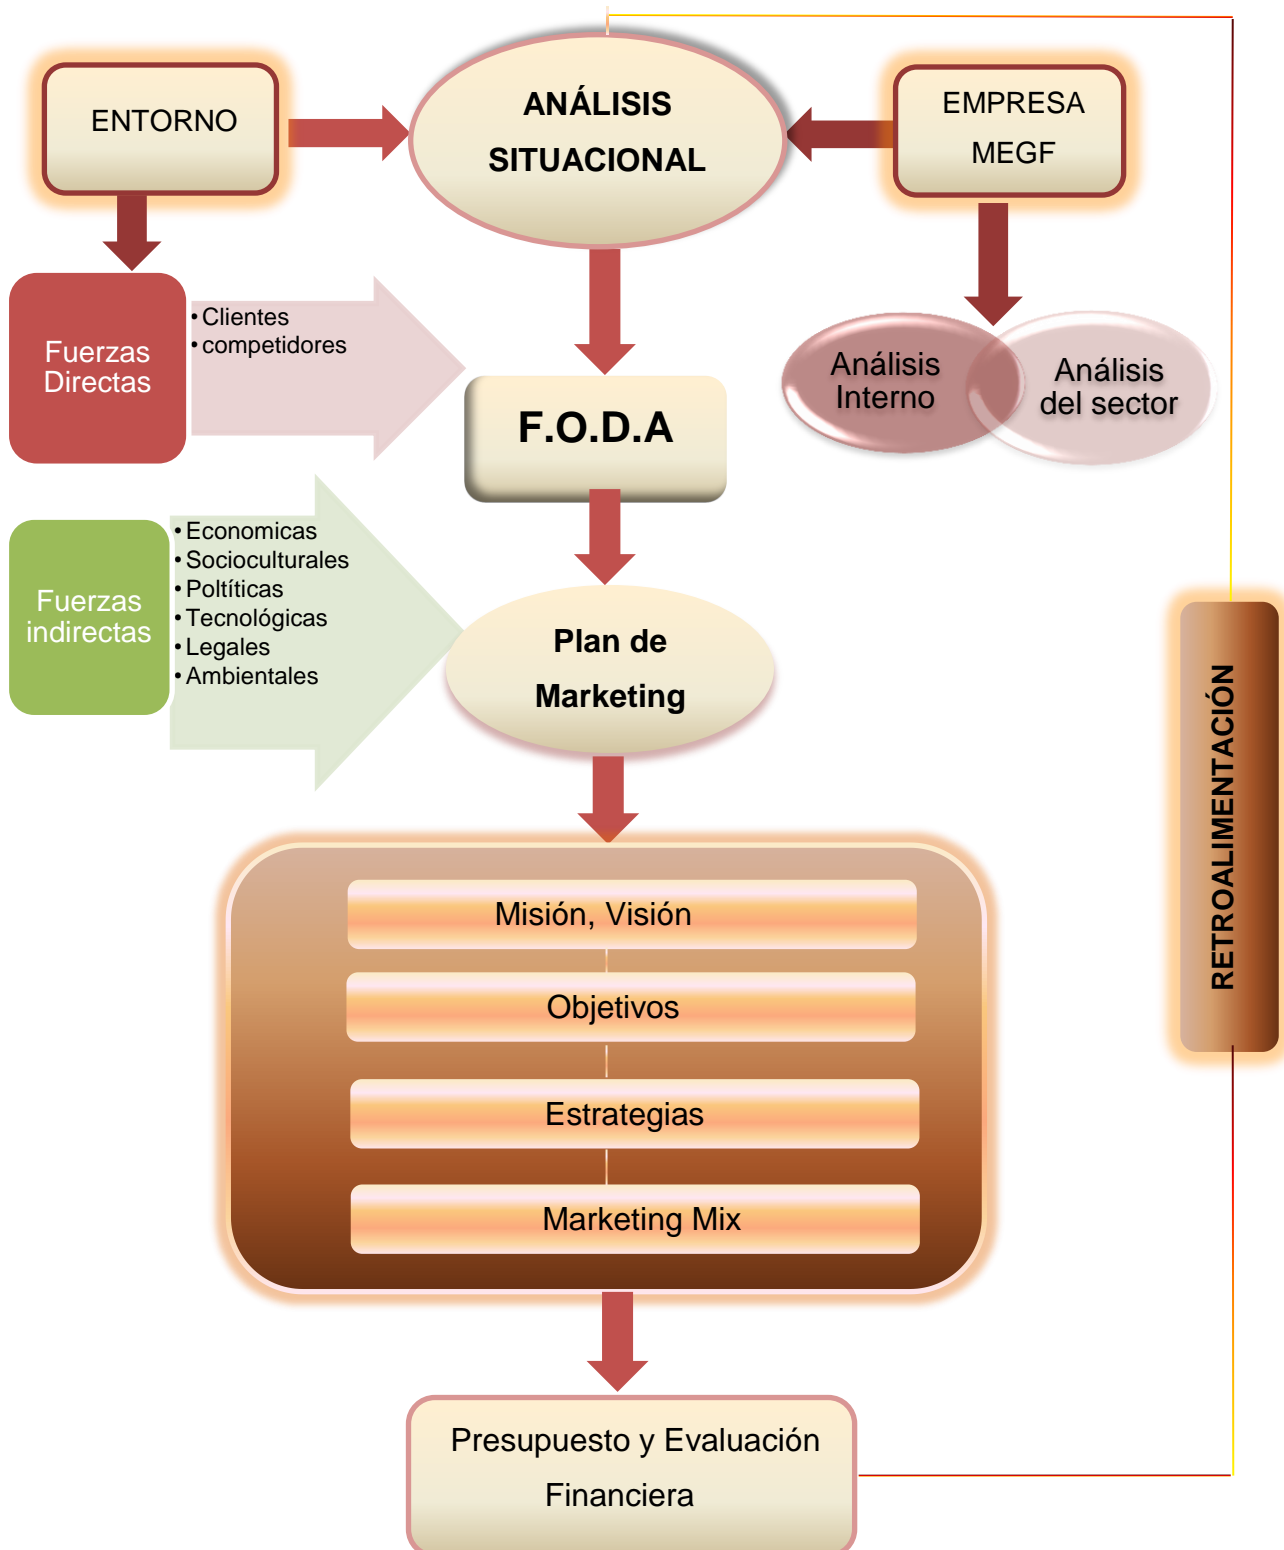 ENTORNO
ANÁLISIS
SITUACIONAL
EMPRESA
MEGF
Fuerzas
Directas
• Clientes
• competidores
F.O.D.A
Análisis
Interno
Análisis
del sector
Fuerzas
indirectas
• Economicas
• Socioculturales
• Poltíticas
• Tecnológicas
• Legales
• Ambientales
Plan de
Marketing
RETROALIMENTACIÓN
Misión, Visión
Objetivos
Estrategias
Marketing Mix
Presupuesto y Evaluación
Financiera